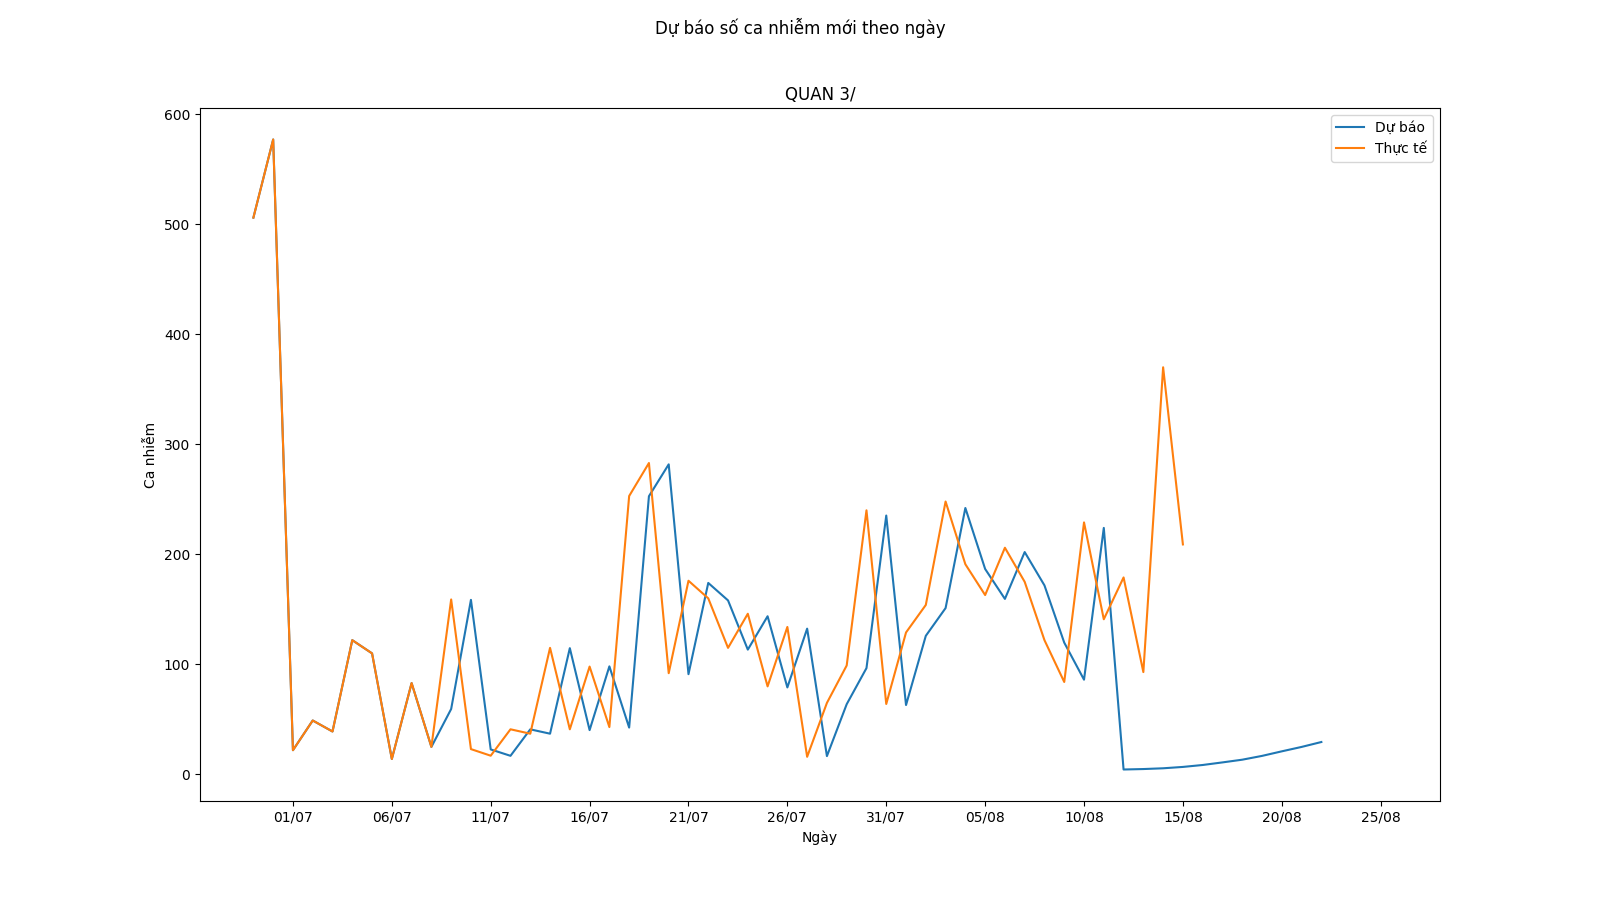 Dự báo số ca nhiễm mới theo ngày
QUAN 3/
Dự báo
Thực tế
600
500
400
300
200
100
0
Ca nhiễm
01/07 06/07 11/07 16/07 21/07 26/07 31/07 05/08 10/08 15/08 20/08 25/08
Ngày